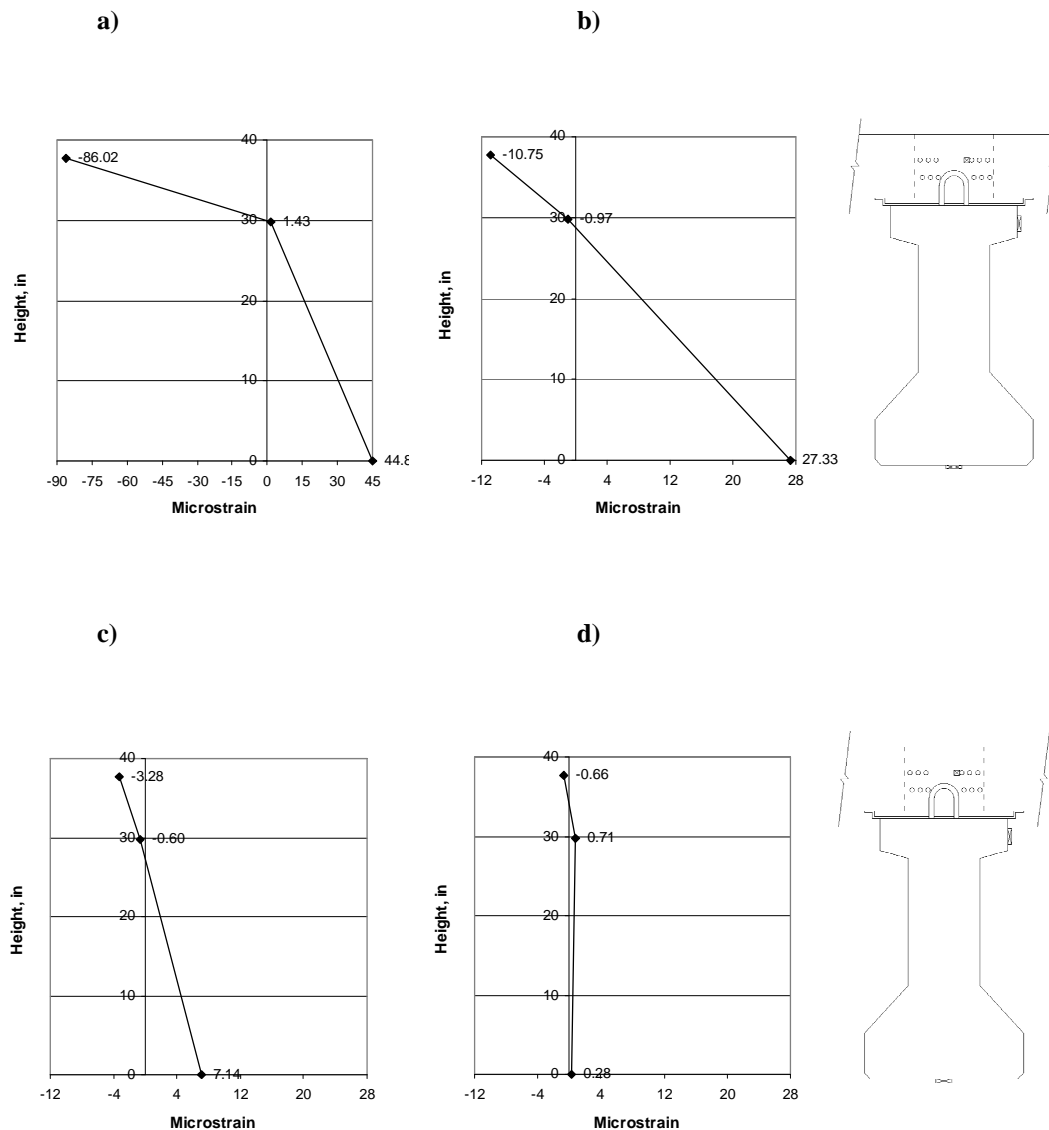 a)
b)
40
-86.02
30
1.43
20
10
0
44.8
-90 -75 -60 -45 -30 -15 0 15 30 45
Microstrain
Height, in
40
-10.75
30
-0.97
20
10
0
27.33
-12 -4 4 12 20 28
Microstrain
Height, in
c)
d)
40
-3.28
30
-0.60
20
10
0
7.14
-12 -4 4 12 20 28
Microstrain
Height, in
40
-0.66
30
0.71
20
10
0
0.28
-12 -4 4 12 20 28
Microstrain
Height, in